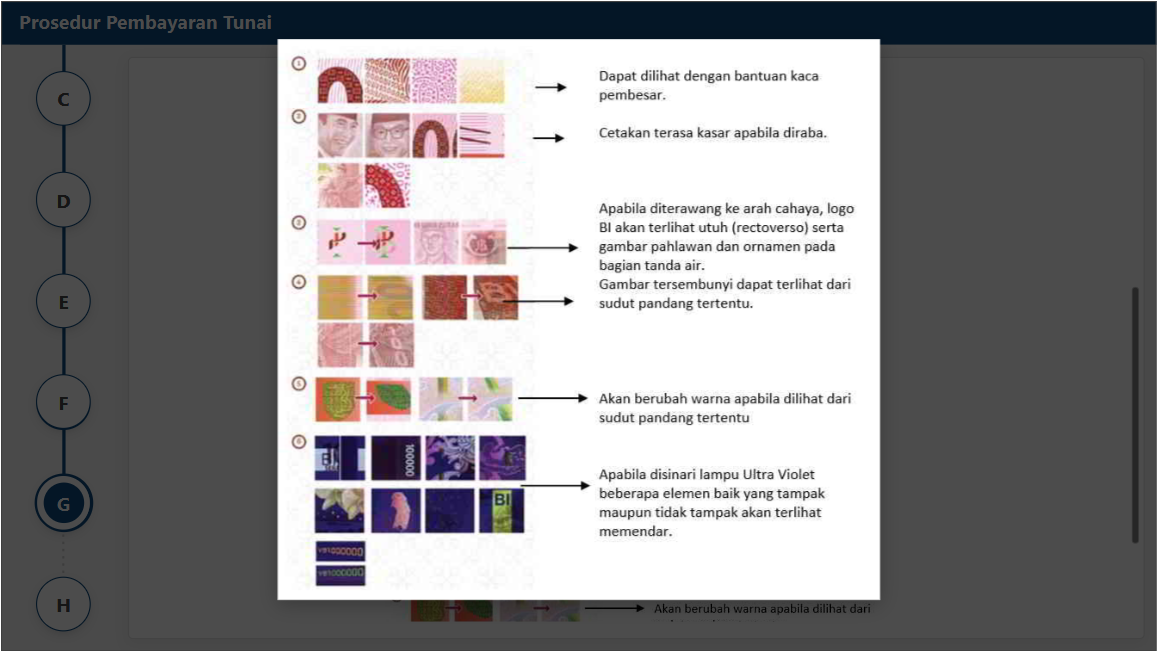 Prosedur Pembayaran Tunai
C
D
E
F
G
H
1
Dapat dilihat dengan bantuan kaca
pembesar.
2
Cetakan terasa kasar apabila diraba.
3
Apabila diterawang ke arah cahaya, logo
BI akan terlihat utuh (rectoverso) serta
gambar pahlawan dan ornamen pada
bagian tanda air.
4
Gambar tersembunyi dapat terlihat dari
sudut pandang tertentu.
5
Akan berubah warna apabila dilihat dari
sudut pandang tertentu
6
BI
100000
BI
Apabila disinari lampu Ultra Violet
beberapa elemen baik yang tampak
maupun tidak tampak akan terlihat
memendar.
Akan berubah warna apabila dilihat dari